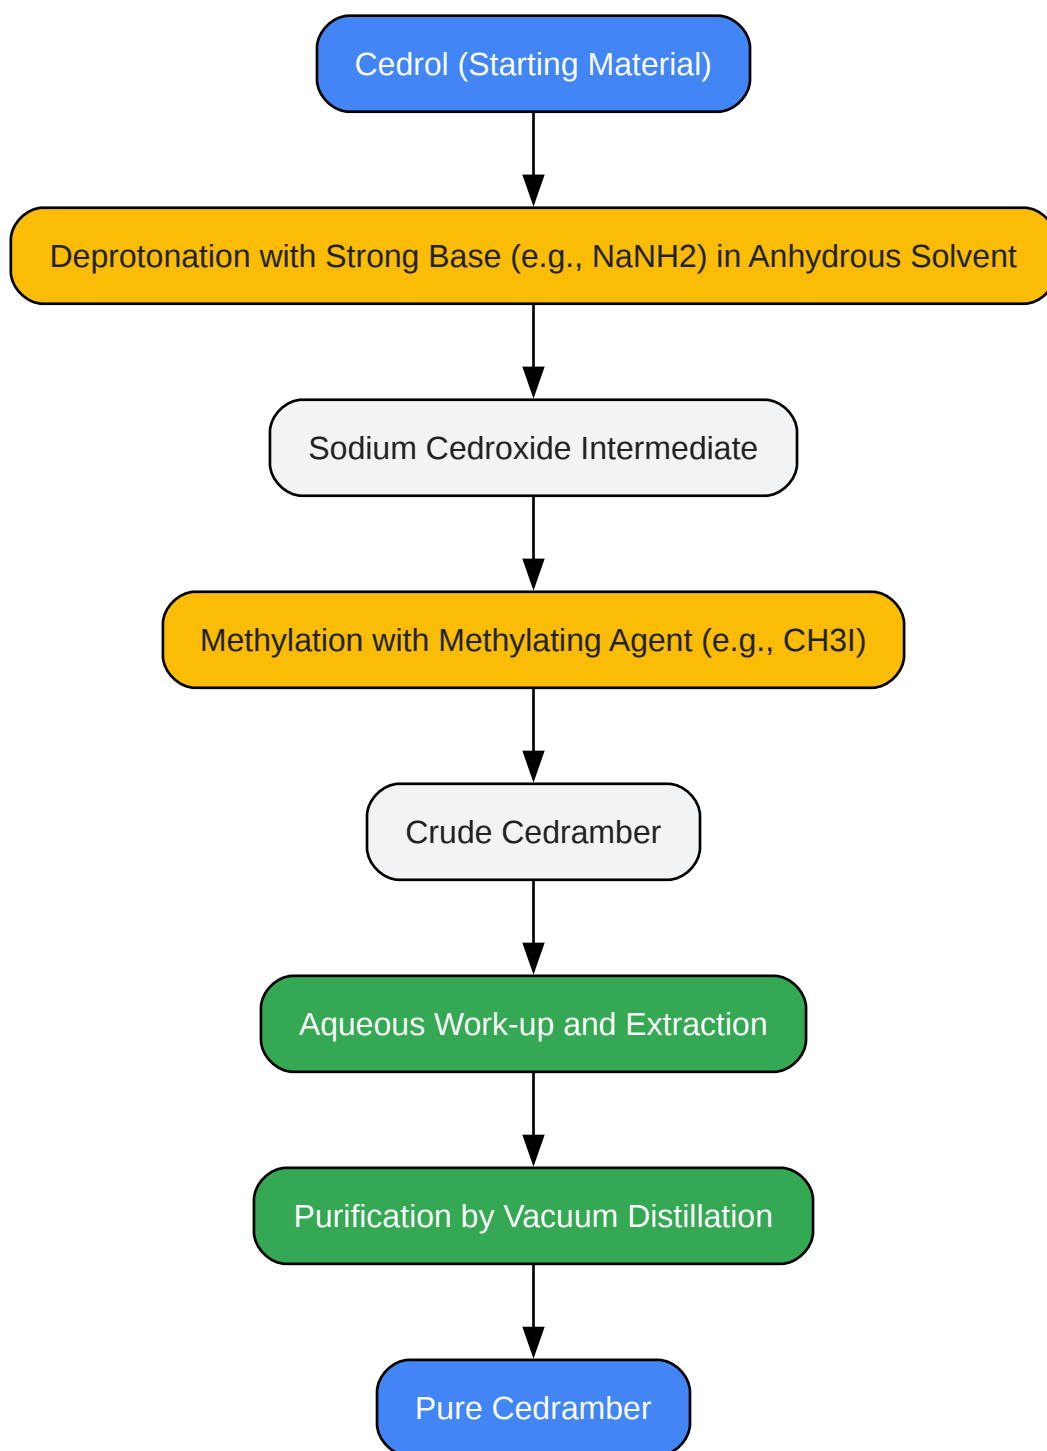 Cedrol (Starting Material)
Deprotonation with Strong Base (e.g., NaNH2) in Anhydrous Solvent
Sodium Cedroxide Intermediate
Methylation with Methylating Agent (e.g., CH3I)
Crude Cedramber
Aqueous Work-up and Extraction
Purification by Vacuum Distillation
Pure Cedramber